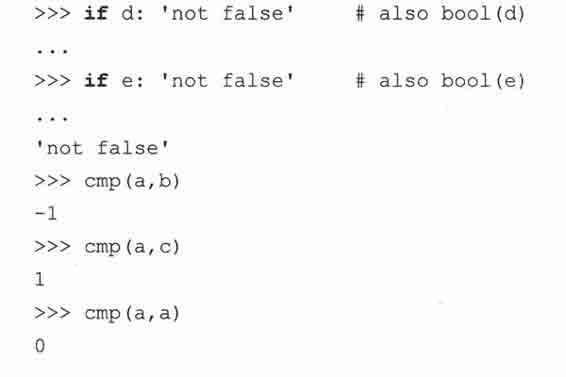 >>> if d: 'not false'     # also bool(d)
...
>>> if e: 'not false'     # also bool(e)
...
'not false'
>>> cmp(a,b)
-1
>>> cmp(a,c)
1
>>> cmp(a,a)
0